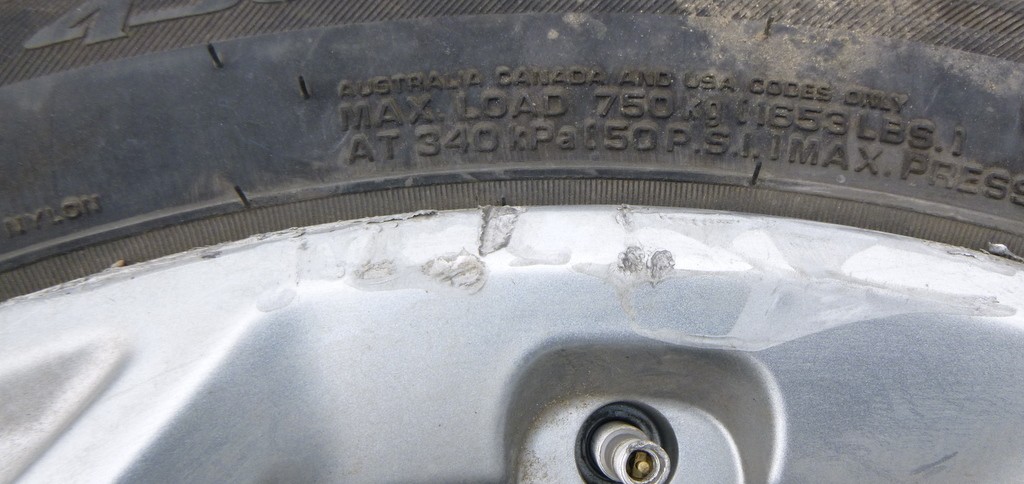 AUSTRALIA CANADA AND USA CODES ONLY
MAX. LOAD 750 kg (1653 LBS.)
AT 340 kPa (50 P.S.I.) MAX. PRESS
NYLON